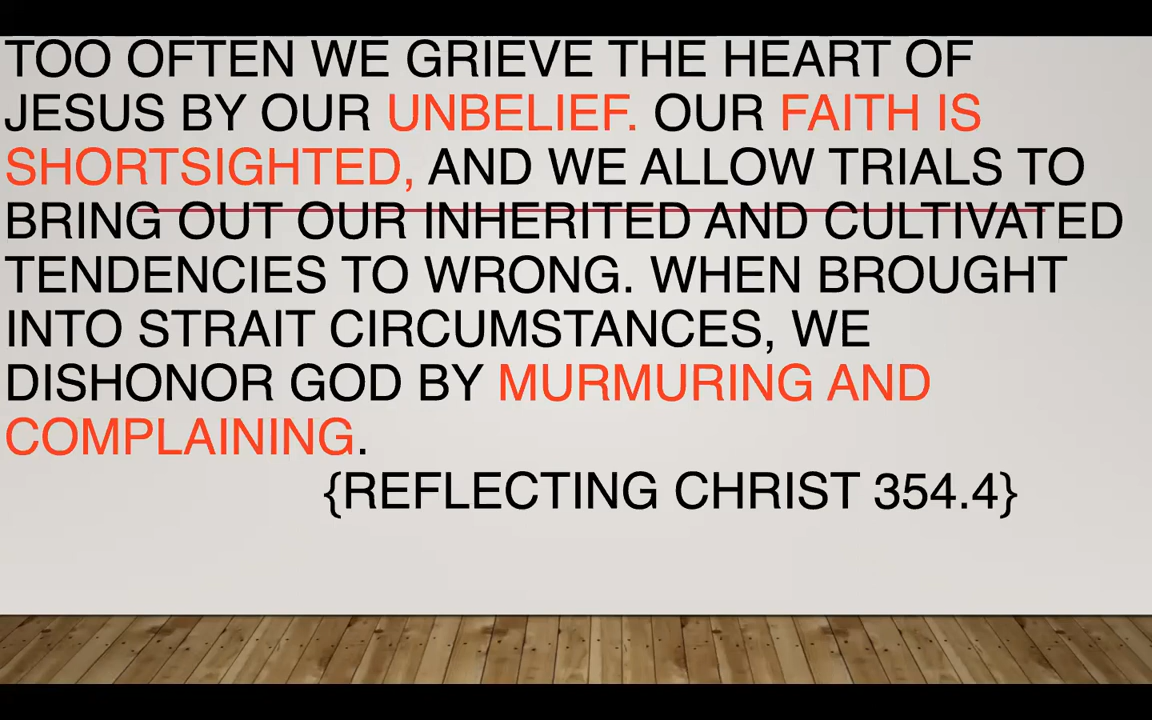 TOO OFTEN WE GRIEVE THE HEART OF
JESUS BY OUR UNBELIEF. OUR FAITH IS
SHORTSIGHTED, AND WE ALLOW TRIALS TO
BRING OUT OUR INHERITED AND CULTIVATED
TENDENCIES TO WRONG. WHEN BROUGHT
INTO STRAIT CIRCUMSTANCES, WE
DISHONOR GOD BY MURMURING AND
COMPLAINING.
{REFLECTING CHRIST 354.4}